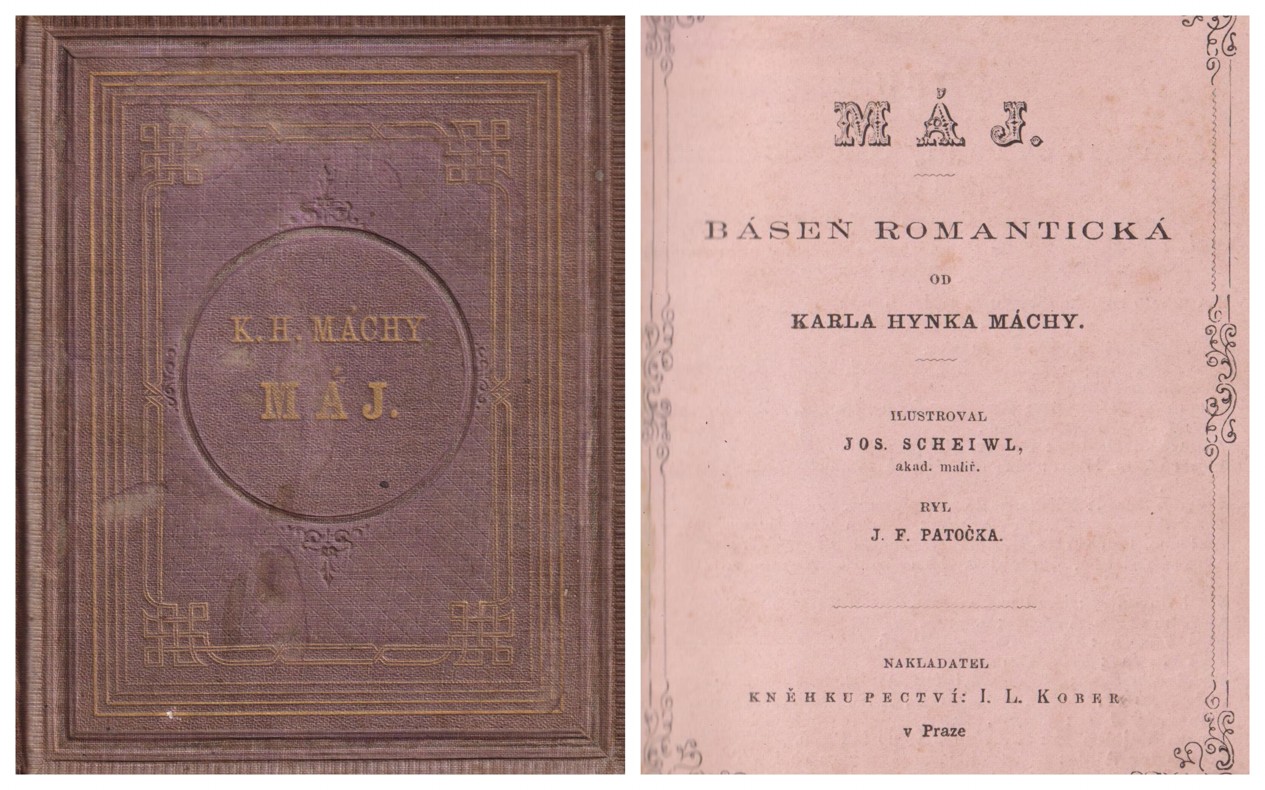 K. H. MÁCHY
MÁJ.
MÁJ.
BÁSEŇ ROMANTICKÁ
OD
KARLA HYNKA MÁCHY.
ILUSTROVAL
JOS. SCHEIWL,
akad. malíř.
RYL
J. F. PATOČKA.
NAKLADATEL
KNĚHKUPECTVÍ: I. L. KOBER
v Praze